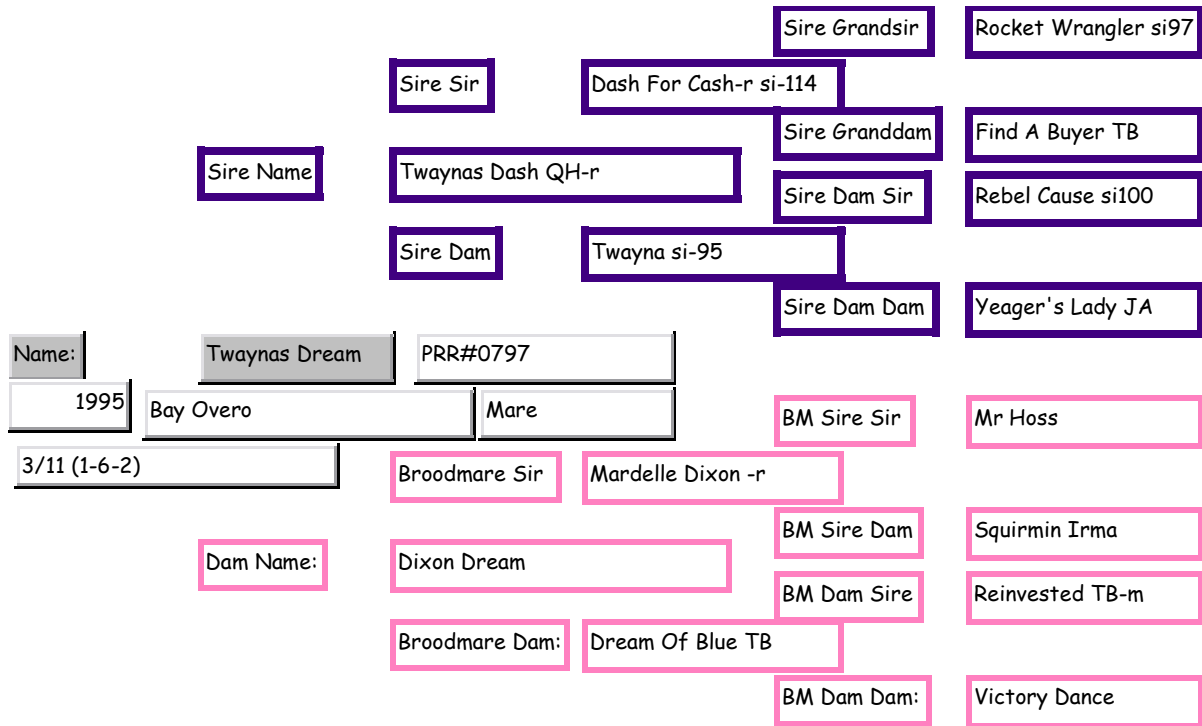 Sire Grandsir Rocket Wrangler si97
Sire Sir Dash For Cash-r si-114
Sire Granddam Find A Buyer TB
Sire Name Twaynas Dash QH-r
Sire Dam Sir Rebel Cause si100
Sire Dam Twayna si-95
Sire Dam Dam Yeager's Lady JA
Name: Twaynas Dream PRR#0797
1995 Bay Overo Mare
BM Sire Sir Mr Hoss
3/11 (1-6-2)
Broodmare Sir Mardelle Dixon -r
BM Sire Dam Squirmin Irma
Dam Name: Dixon Dream
BM Dam Sire Reinvested TB-m
Broodmare Dam: Dream Of Blue TB
BM Dam Dam: Victory Dance